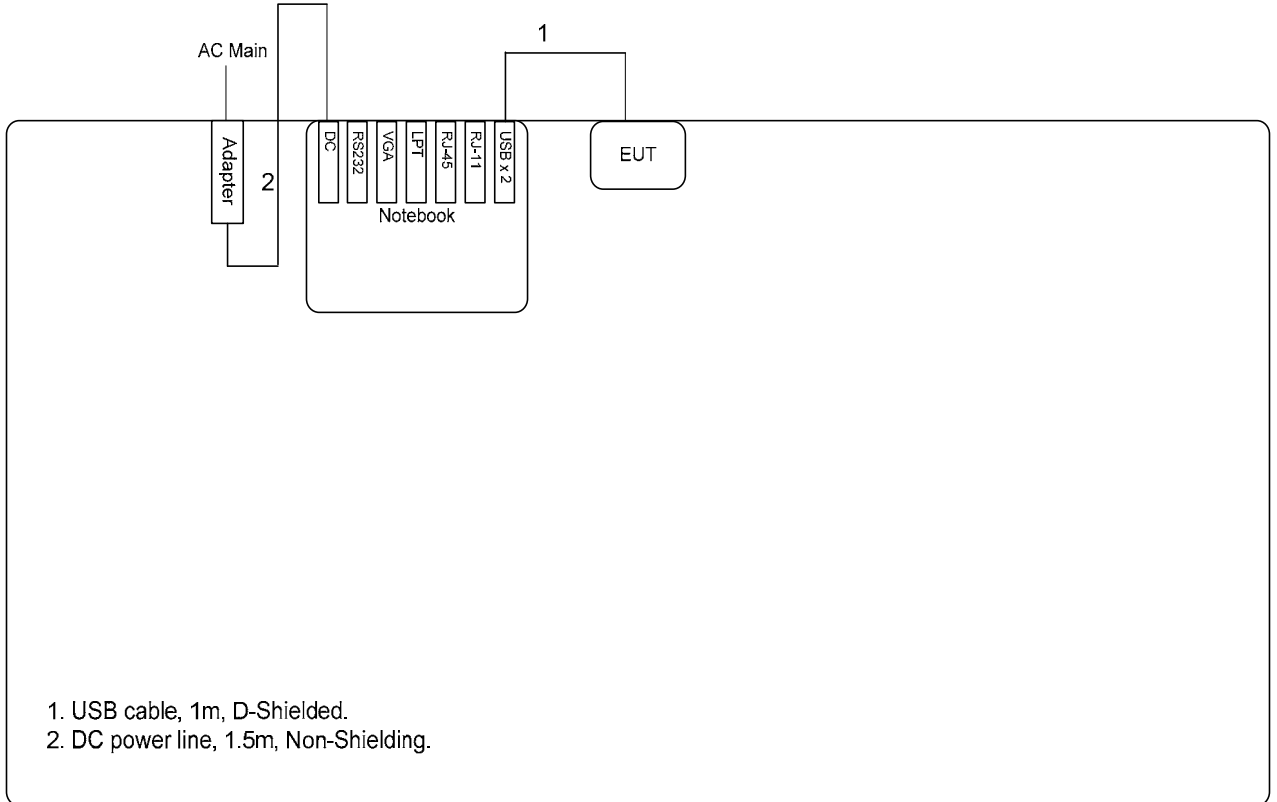 1
AC Main
Adapter
2
DC
RS232
VGA
LPT
RJ-45
RJ-11
USB x 2
EUT
Notebook
1. USB cable, 1m, D-Shielded.
2. DC power line, 1.5m, Non-Shielding.